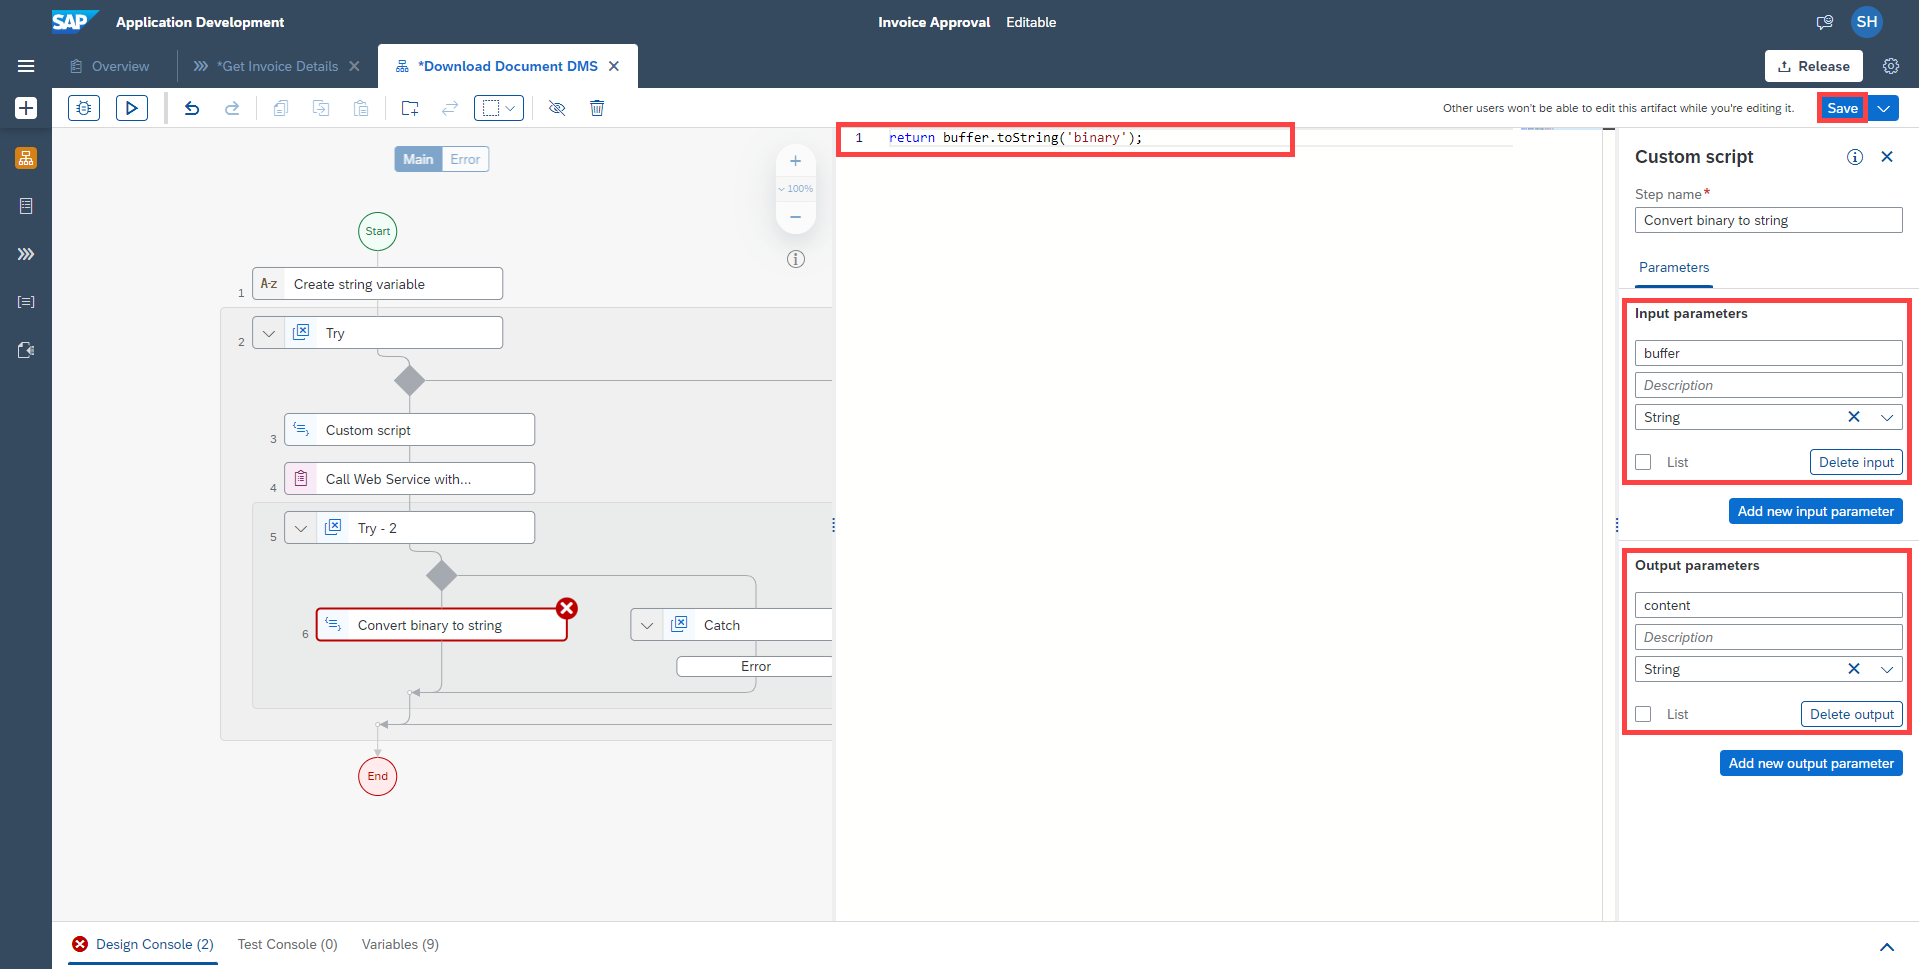 SAP Application Development
Invoice Approval Editable
SH
Overview
*Get Invoice Details
*Download Document DMS
Release
Other users won't be able to edit this artifact while you're editing it.
Save
Main Error
100%
1 return buffer.toString('binary');
Start
1 A-z Create string variable
2 Try
3 Custom script
4 Call Web Service with...
5 Try - 2
6 Convert binary to string
Catch
Error
End
Custom script
Step name*
Convert binary to string
Parameters
Input parameters
buffer
Description
String
List
Delete input
Add new input parameter
Output parameters
content
Description
String
List
Delete output
Add new output parameter
Design Console (2) Test Console (0) Variables (9)